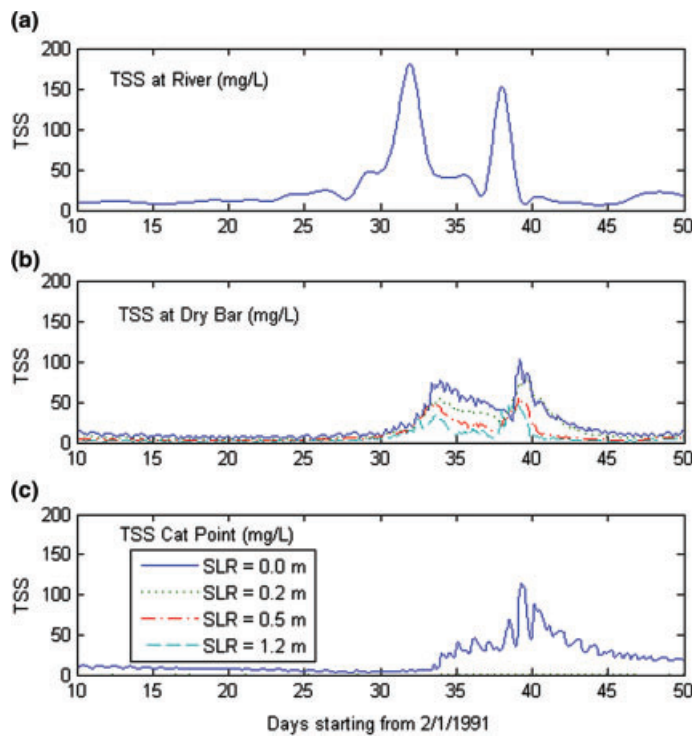 (a)
200
150
100
50
0
TSS
TSS at River (mg/L)
10 15 20 25 30 35 40 45 50
(b)
200
150
100
50
0
TSS
TSS at Dry Bar (mg/L)
10 15 20 25 30 35 40 45 50
(c)
200
150
100
50
0
TSS
TSS Cat Point (mg/L)
SLR = 0.0 m
SLR = 0.2 m
SLR = 0.5 m
SLR = 1.2 m
10 15 20 25 30 35 40 45 50
Days starting from 2/1/1991